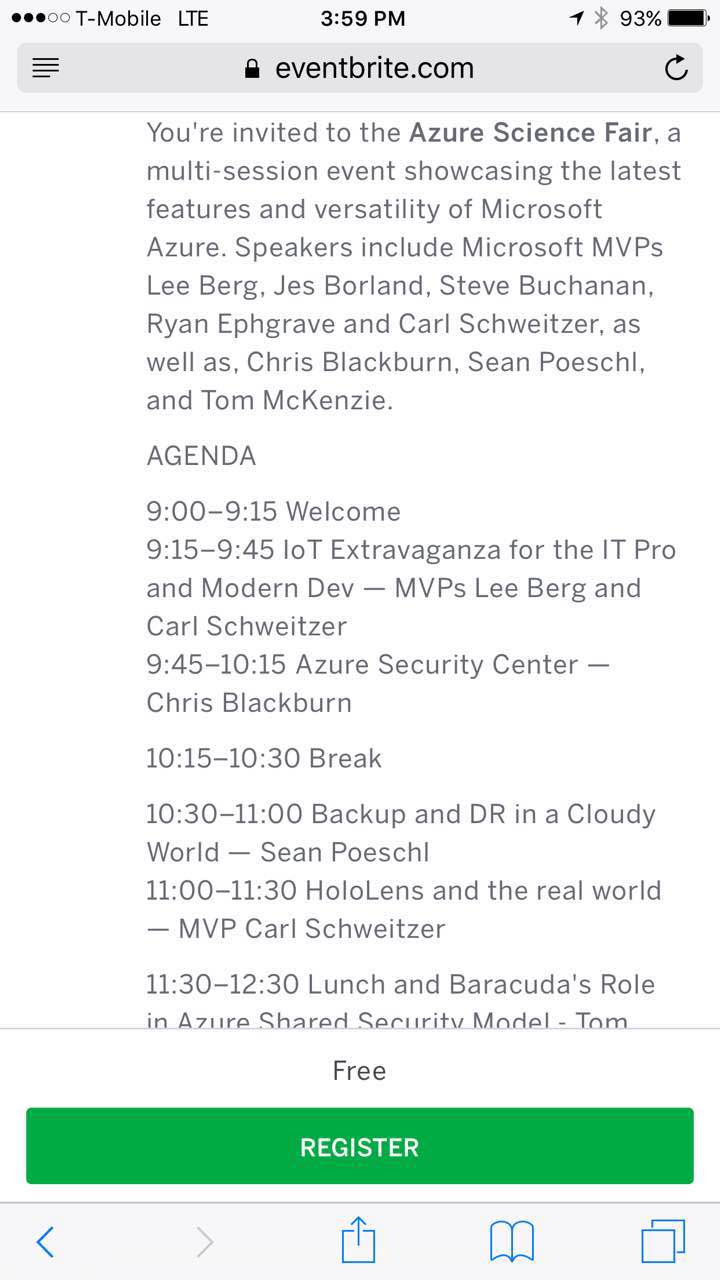 T-Mobile LTE 3:59 PM 93%
eventbrite.com
You're invited to the Azure Science Fair, a
multi-session event showcasing the latest
features and versatility of Microsoft
Azure. Speakers include Microsoft MVPs
Lee Berg, Jes Borland, Steve Buchanan,
Ryan Ephgrave and Carl Schweitzer, as
well as, Chris Blackburn, Sean Poeschl,
and Tom McKenzie.
AGENDA
9:00–9:15 Welcome
9:15–9:45 IoT Extravaganza for the IT Pro
and Modern Dev — MVPs Lee Berg and
Carl Schweitzer
9:45–10:15 Azure Security Center —
Chris Blackburn
10:15–10:30 Break
10:30–11:00 Backup and DR in a Cloudy
World — Sean Poeschl
11:00–11:30 HoloLens and the real world
— MVP Carl Schweitzer
11:30–12:30 Lunch and Baracuda's Role
in Azure Shared Security Model - Tom
Free
REGISTER